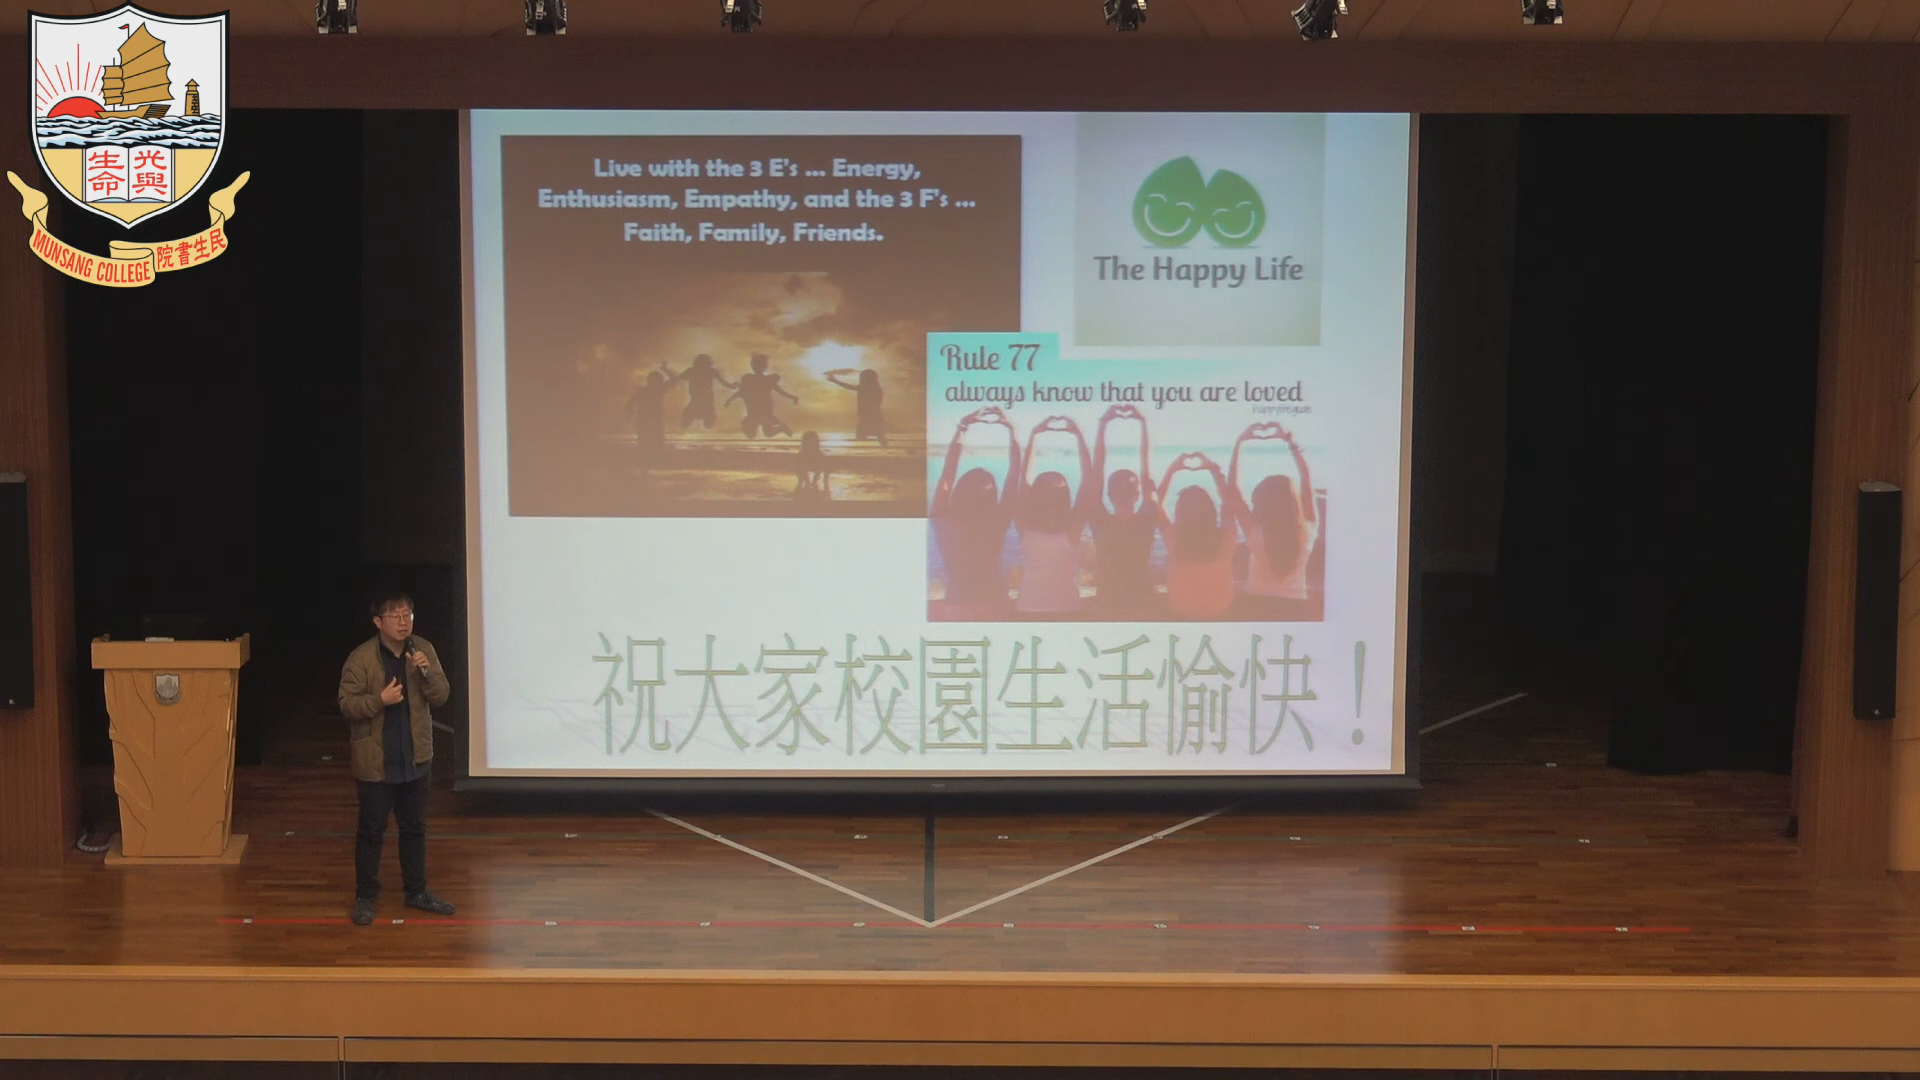 生命
光與
MUNSANG COLLEGE 院書生民
Live with the 3 E's ... Energy,
Enthusiasm, Empathy, and the 3 F's ...
Faith, Family, Friends.
The Happy Life
Rule 77
always know that you are loved
祝大家校園生活愉快！